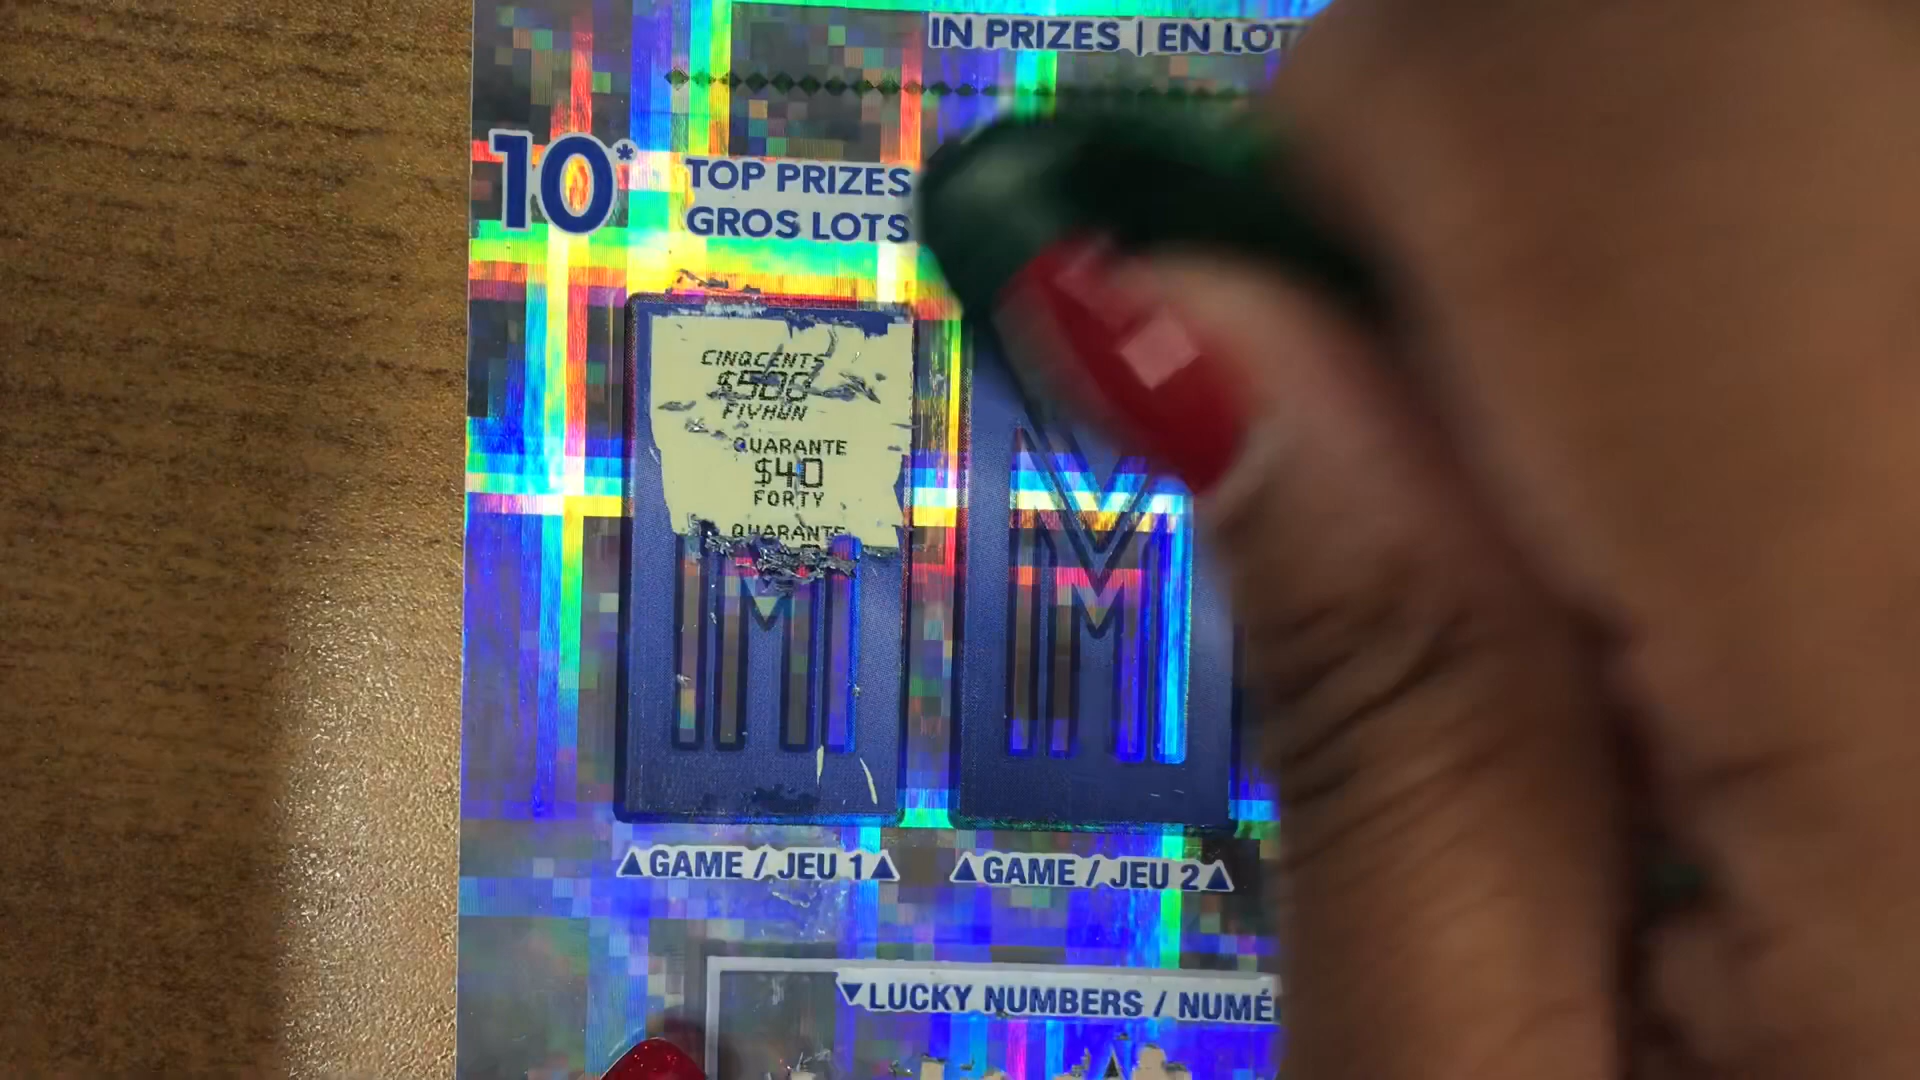 IN PRIZES | EN LOT
10*
TOP PRIZES
GROS LOTS
CINQCENTS
$500
FIVHUN
QUARANTE
$40
FORTY
QUARANTE
▲GAME / JEU 1▲
▲GAME / JEU 2▲
▼LUCKY NUMBERS / NUMÉ